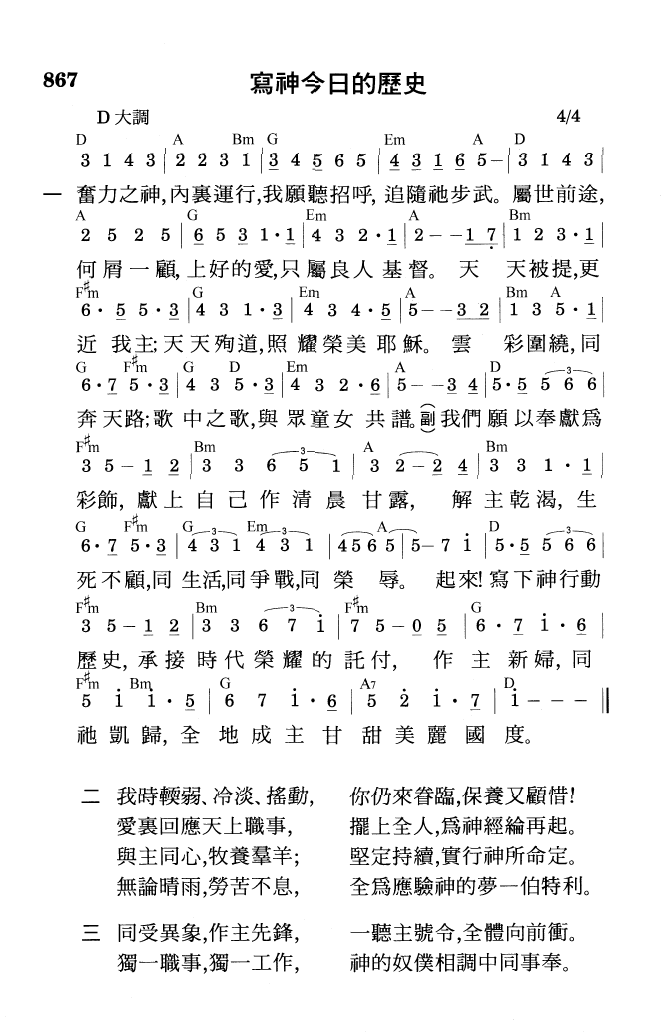 867
寫神今日的歷史
D 大調 4/4
D A Bm G Em A D
3 1 4 3 | 2 2 3 1 | 3 4 5 6 5 | 4 3 1 6 5 – | 3 1 4 3 |
一 奮力之神,內裏運行,我願聽招呼, 追隨祂步武。屬世前途,
A G Em A Bm
2 5 2 5 | 6 5 3 1・1 | 4 3 2・1 | 2 – – 1 7 | 1 2 3・1 |
何屑一顧, 上好的愛,只屬良人基督。 天 天被提,更
F♯m G Em A Bm A
6・5 5・3 | 4 3 1・3 | 4 3 4・5 | 5 – – 3 2 | 1 3 5・1 |
近 我主; 天天殉道,照 耀榮美 耶穌。 雲 彩圍繞,同
G F♯m G D Em A D
6・7 5・3 | 4 3 5・3 | 4 3 2・6 | 5 – – 3 4 | 5・5 5 6 6 |
奔天路;歌 中之歌,與 眾童女 共譜。(副)我們願以奉獻爲
F♯m Bm A Bm
3 5 – 1 2 | 3 3 6 5 1 | 3 2 – 2 4 | 3 3 1・1 |
彩飾, 獻上自己作清晨甘露, 解主乾渴, 生
G F♯m G Em A D
6・7 5・3 | 4 3 1 4 3 1 | 4 5 6 5 | 5 – 7 1̇ | 5・5 5 6 6 |
死不顧,同 生活,同爭戰,同 榮 辱。 起來! 寫下神行動
F♯m Bm F♯m G
3 5 – 1 2 | 3 3 6 7 1̇ | 7 5 – 0 5 | 6・7 1̇・6 |
歷史, 承接時代榮耀的託付, 作 主 新婦, 同
F♯m Bm G A7 D
5 1̇ 1̇・5 | 6 7 1̇・6 | 5 2̇ 1̇・7 | 1̇ – – – ‖
祂凱歸, 全地成主甘甜美麗國度。
二 我時輭弱、冷淡、搖動, 你仍來眷臨,保養又顧惜!
愛裏回應天上職事, 擺上全人,爲神經綸再起。
與主同心,牧養羣羊; 堅定持續,實行神所命定。
無論晴雨,勞苦不息, 全爲應驗神的夢一伯特利。
三 同受異象,作主先鋒, 一聽主號令,全體向前衝。
獨一職事,獨一工作, 神的奴僕相調中同事奉。